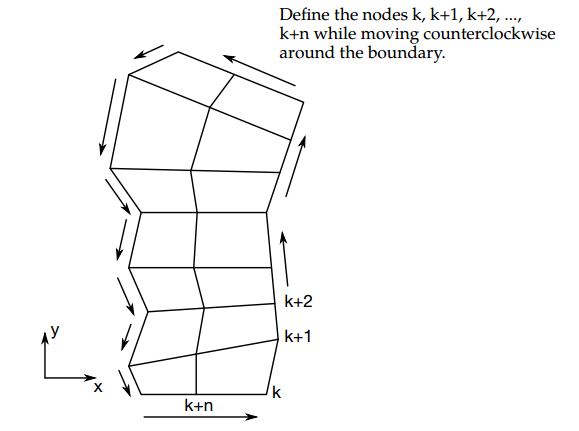 Define the nodes k, k+1, k+2, ...,
k+n while moving counterclockwise
around the boundary.
k+2
k+1
y
x
k
k+n